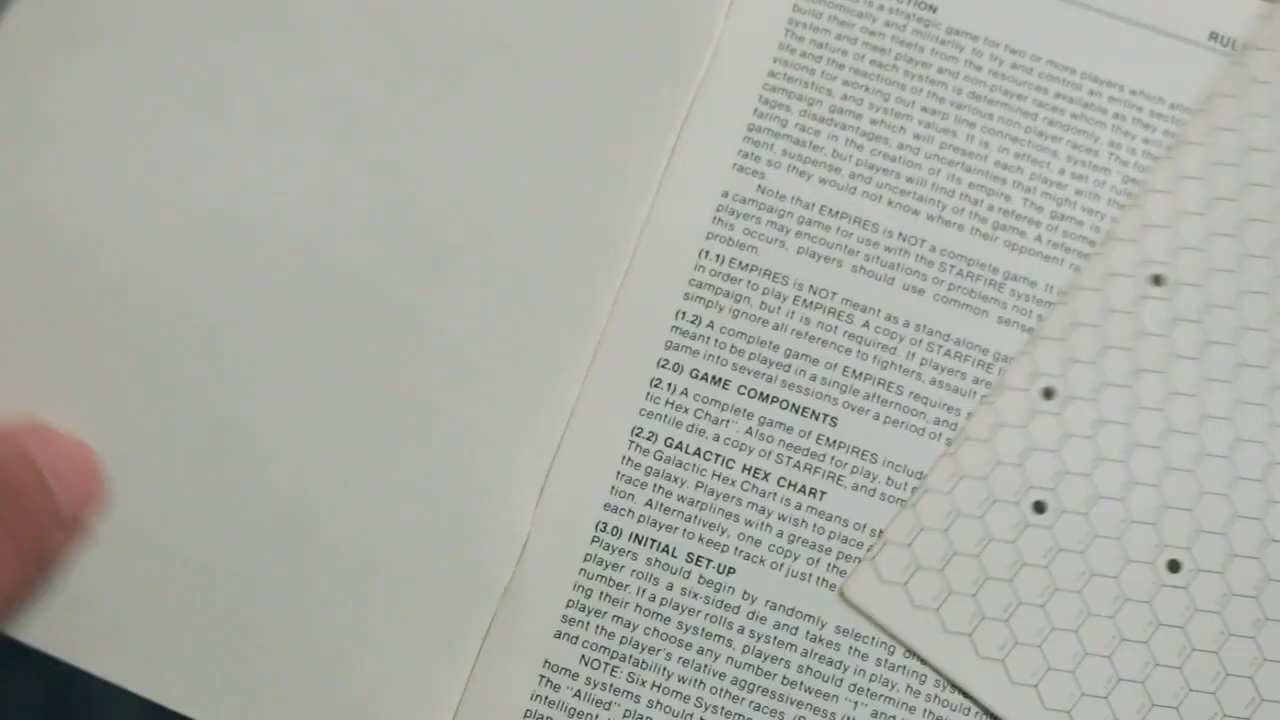 CTION
RUL
is a strategic game for two or more players which
economically and militarily to try and control an entire
build their own fleets from the resources available as they
system and meet player and non-player races whom they will
The nature of each system is determined randomly, as is the
life and the reactions of the various non-player races. The
visions for working out warp line connections, system
acteristics, and system values. It is, in effect, a set of
campaign game which will present each player with the
tages, disadvantages, and uncertainties that might very
faring race in the creation of its empire. The game is
gamemaster, but players will find that a referee of some
ment, suspense, and uncertainty of the game. A
rate so they would not know where their opponent
races
Note that EMPIRES is NOT a complete game. It
a campaign game for use with the STARFIRE system
players may encounter situations or problems not
this occurs, players should use common sense
problem.
(1.1) EMPIRES is NOT meant as a stand-alone
in order to play EMPIRES. A copy of STARFIRE
campaign, but it is not required. If players are
simply ignore all reference to fighters, assault
(1.2) A complete game of EMPIRES requires
meant to be played in a single afternoon, and
game into several sessions over a period of
(2.0) GAME COMPONENTS
(2.1) A complete game of EMPIRES
tic Hex Chart". Also needed for play, but
centile die, a copy of STARFIRE, and
(2.2) GALACTIC HEX CHART
The Galactic Hex Chart is a means of
the galaxy. Players may wish to place
trace the warplines with a grease
tion. Alternatively, one copy of the
each player to keep track of just the
(3.0) INITIAL SET-UP
Players should begin by randomly selecting
player rolls a six-sided die and takes the starting
number. If a player rolls a system already in play, he should
ing their home systems, players should determine their
player may choose any number between "1" and
sent the player's relative aggressiveness
and compatability with other races.
NOTE: Six Home Systems
home systems should
The "Allied"
intelligent